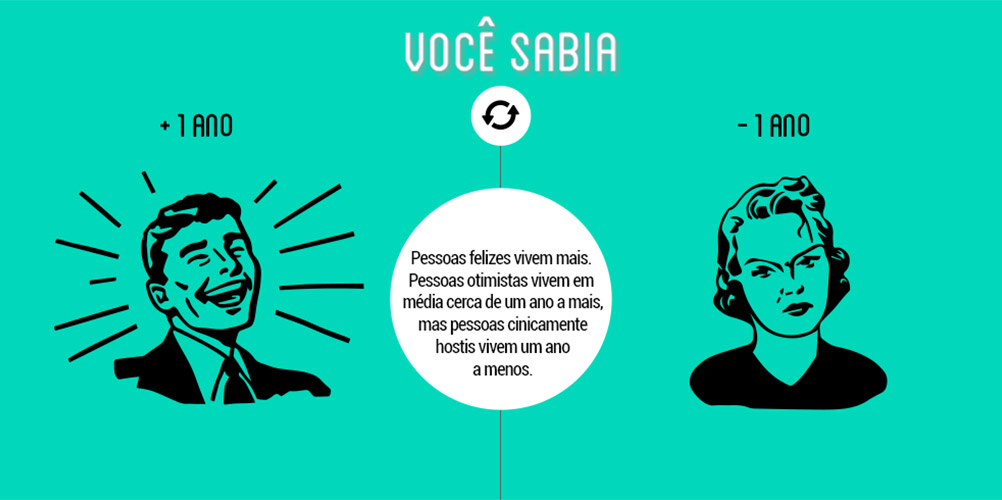 VOCÊ SABIA
+ 1 ANO
- 1 ANO
Pessoas felizes vivem mais.
Pessoas otimistas vivem em
média cerca de um ano a mais,
mas pessoas cinicamente
hostis vivem um ano
a menos.